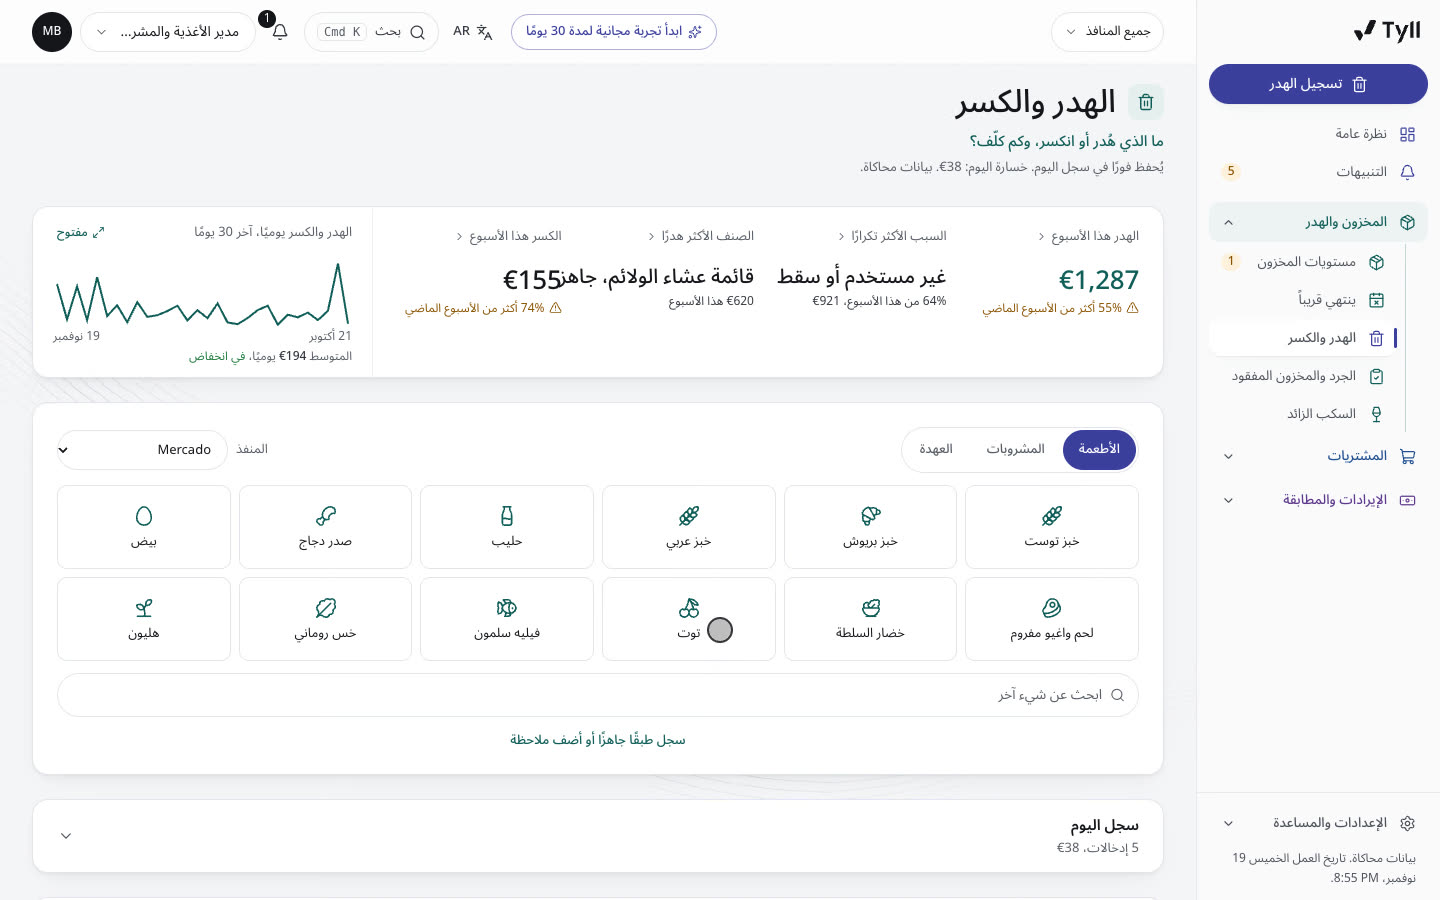 Tyll
تسجيل الهدر
نظرة عامة
التنبيهات
5
المخزون والهدر
مستويات المخزون
1
ينتهي قريباً
الهدر والكسر
الجرد والمخزون المفقود
السكب الزائد
المشتريات
الإيرادات والمطابقة
الإعدادات والمساعدة
بيانات محاكاة. تاريخ العمل الخميس 19
نوفمبر، 8:55 PM.
جميع المنافذ
ابدأ تجربة مجانية لمدة 30 يومًا
AR
بحث
Cmd K
1
مدير الأغذية والمشر...
MB
الهدر والكسر
ما الذي هُدر أو انكسر، وكم كلّف؟
يُحفظ فورًا في سجل اليوم. خسارة اليوم: €38. بيانات محاكاة.
الهدر هذا الأسبوع
€1,287
55% أكثر من الأسبوع الماضي
السبب الأكثر تكرارًا
غير مستخدم أو سقط
64% من هذا الأسبوع، €921
الصنف الأكثر هدرًا
قائمة عشاء الولائم، جاهز
€620 هذا الأسبوع
الكسر هذا الأسبوع
€155
74% أكثر من الأسبوع الماضي
الهدر والكسر يوميًا، آخر 30 يومًا
مفتوح
21 أكتوبر
19 نوفمبر
المتوسط €194 يوميًا، في انخفاض
الأطعمة
المشروبات
العهدة
المنفذ
Mercado
خبز توست
خبز بريوش
خبز عربي
حليب
صدر دجاج
بيض
لحم واغيو مفروم
خضار السلطة
توت
فيليه سلمون
خس روماني
هليون
ابحث عن شيء آخر
سجل طبقًا جاهزًا أو أضف ملاحظة
سجل اليوم
5 إدخالات، €38